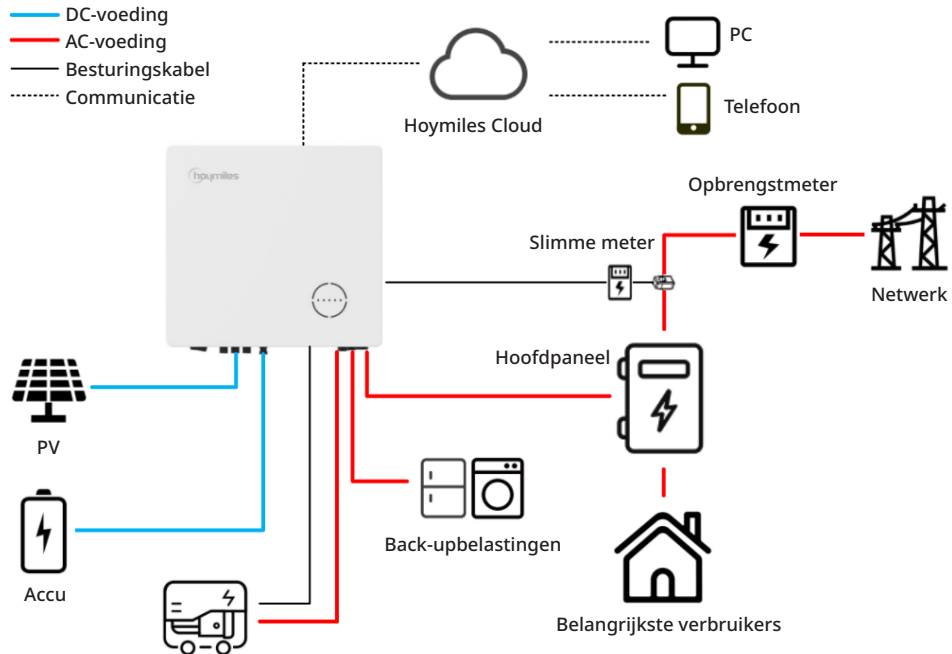 DC-voeding
AC-voeding
Besturingskabel
Communicatie
PC
Telefoon
Hoymiles Cloud
hoymiles
Opbrengstmeter
Slimme meter
Netwerk
Hoofdpaneel
PV
Back-upbelastingen
Accu
Belangrijkste verbruikers